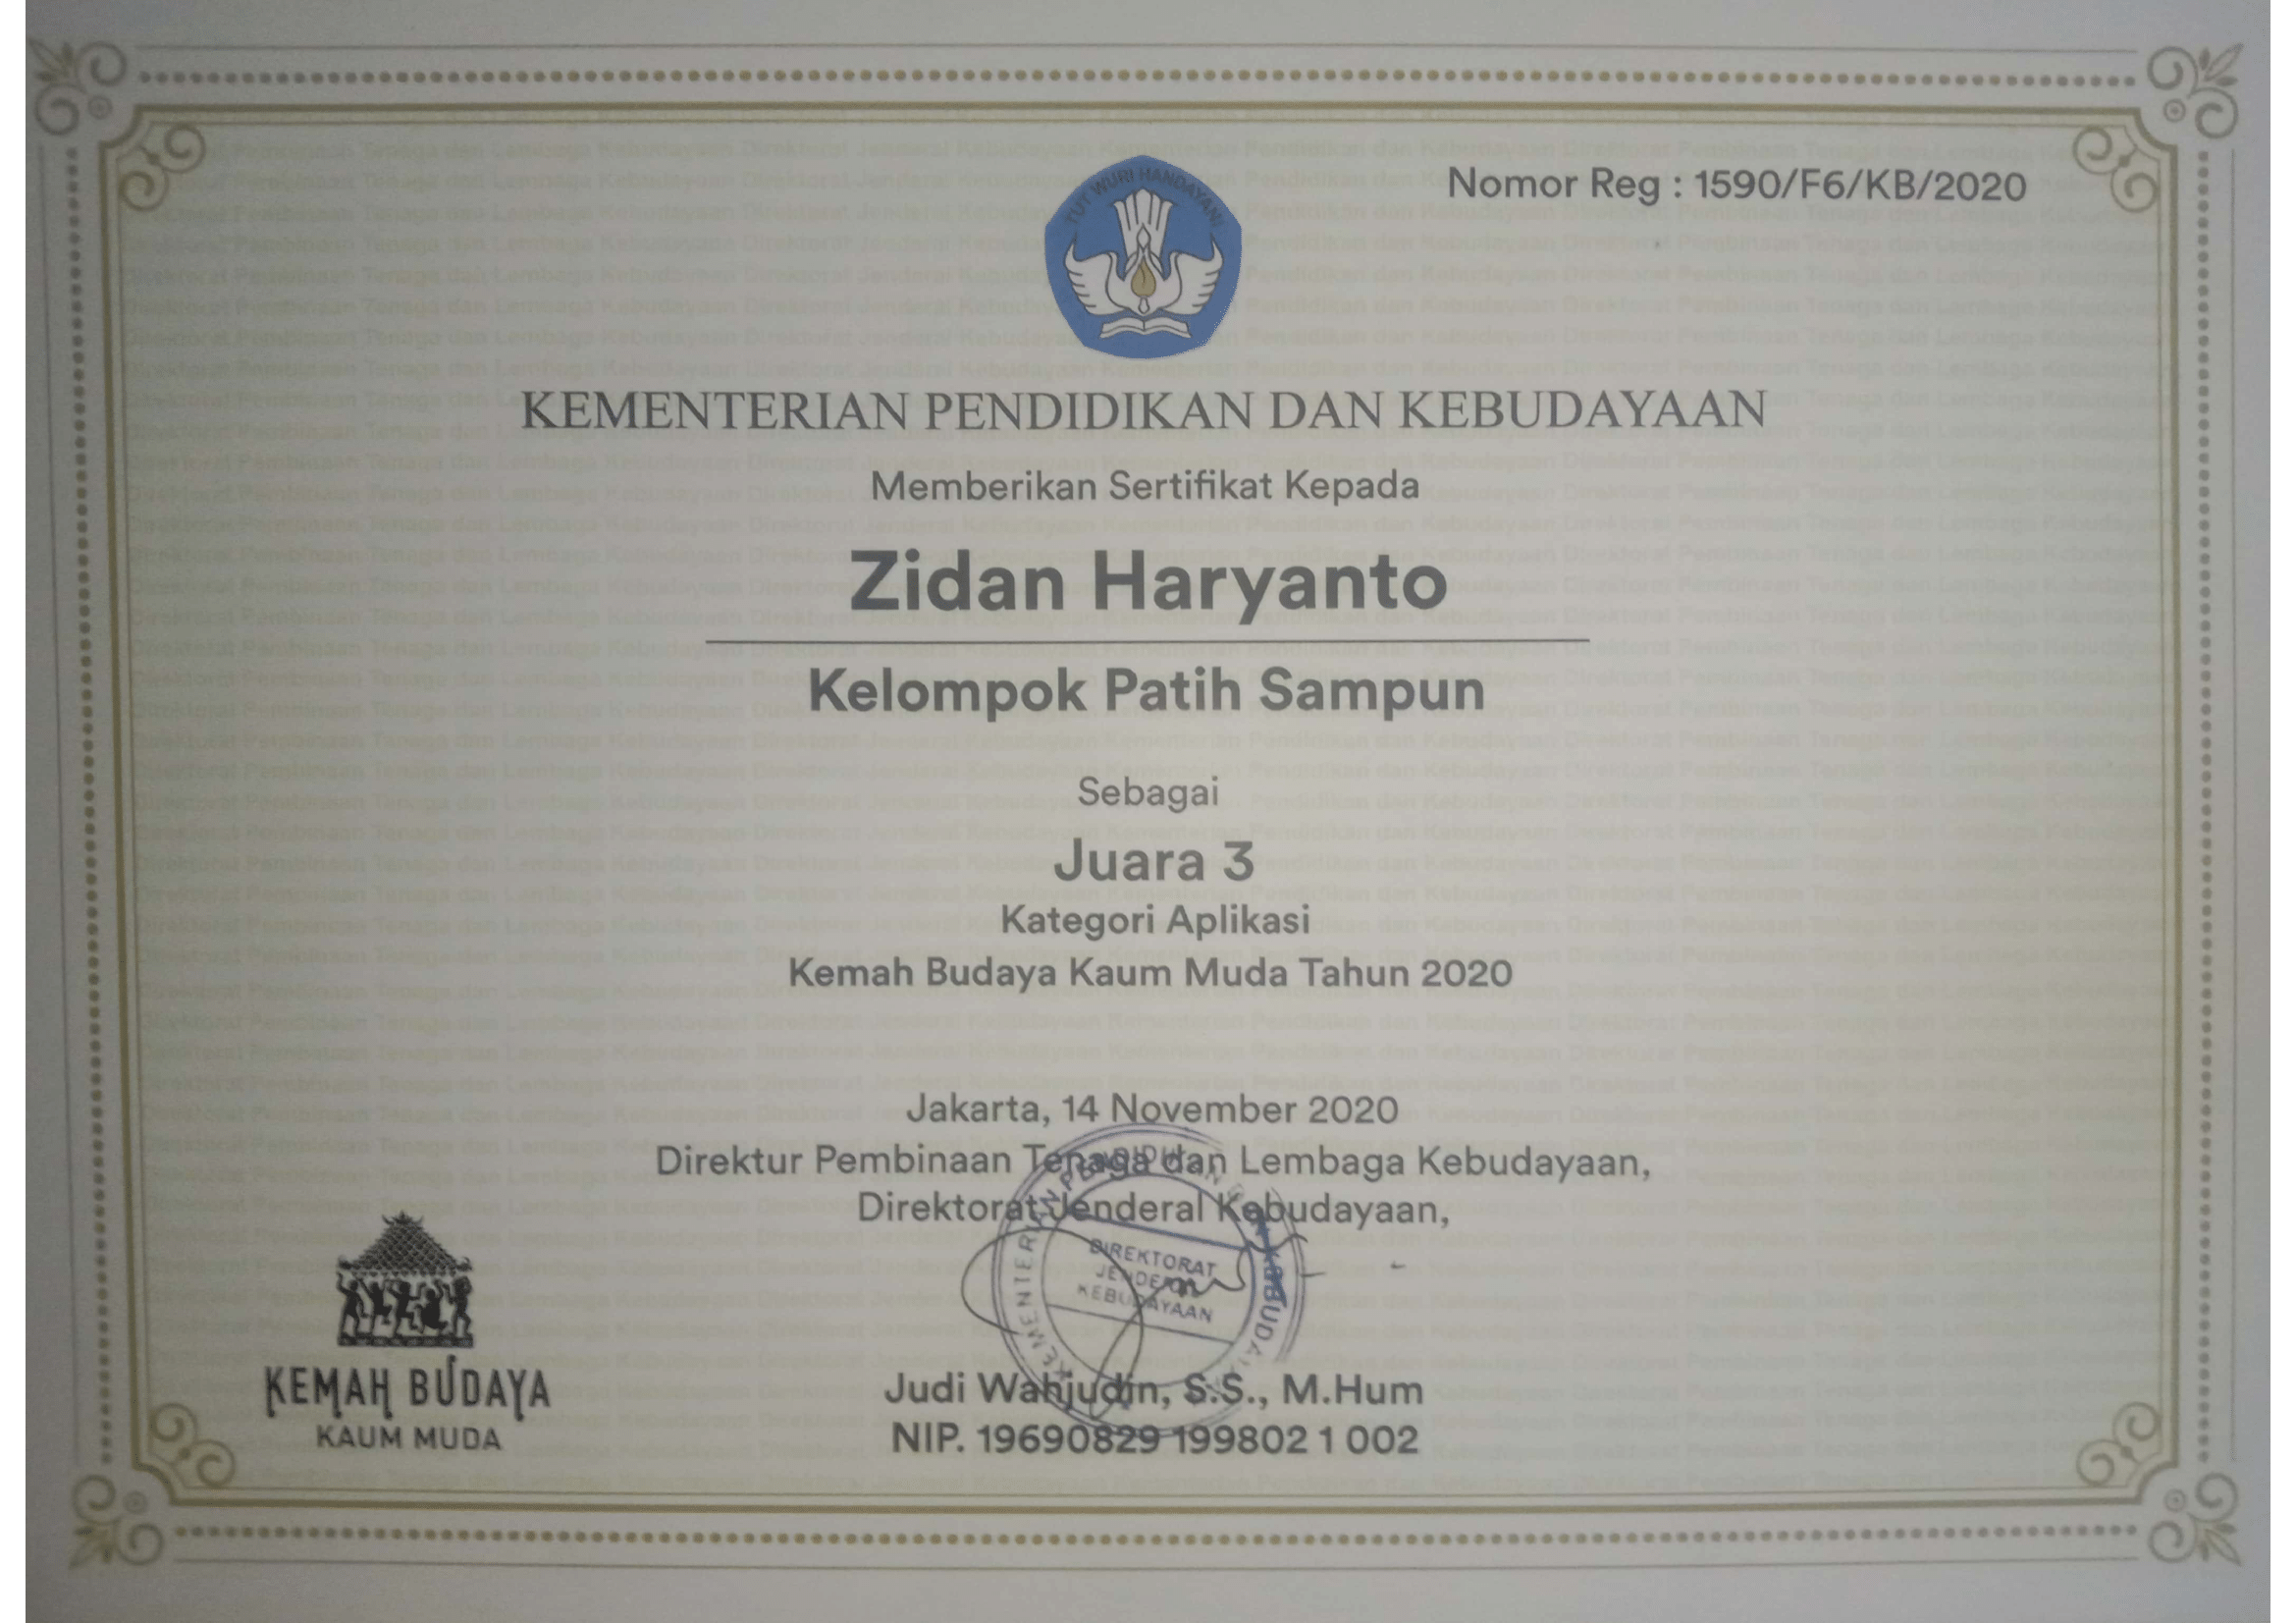 TUT WURI HANDAYANI
Nomor Reg : 1590/F6/KB/2020
KEMENTERIAN PENDIDIKAN DAN KEBUDAYAAN
Memberikan Sertifikat Kepada
Zidan Haryanto
Kelompok Patih Sampun
Sebagai
Juara 3
Kategori Aplikasi
Kemah Budaya Kaum Muda Tahun 2020
Jakarta, 14 November 2020
Direktur Pembinaan Tenaga dan Lembaga Kebudayaan,
Direktorat Jenderal Kebudayaan,
KEMENTERIAN PENDIDIKAN DAN KEBUDAYAAN
DIREKTORAT
JENDERAL
KEBUDAYAAN
Judi Wahjudin, S.S., M.Hum
NIP. 19690829 199802 1 002
KEMAH BUDAYA
KAUM MUDA